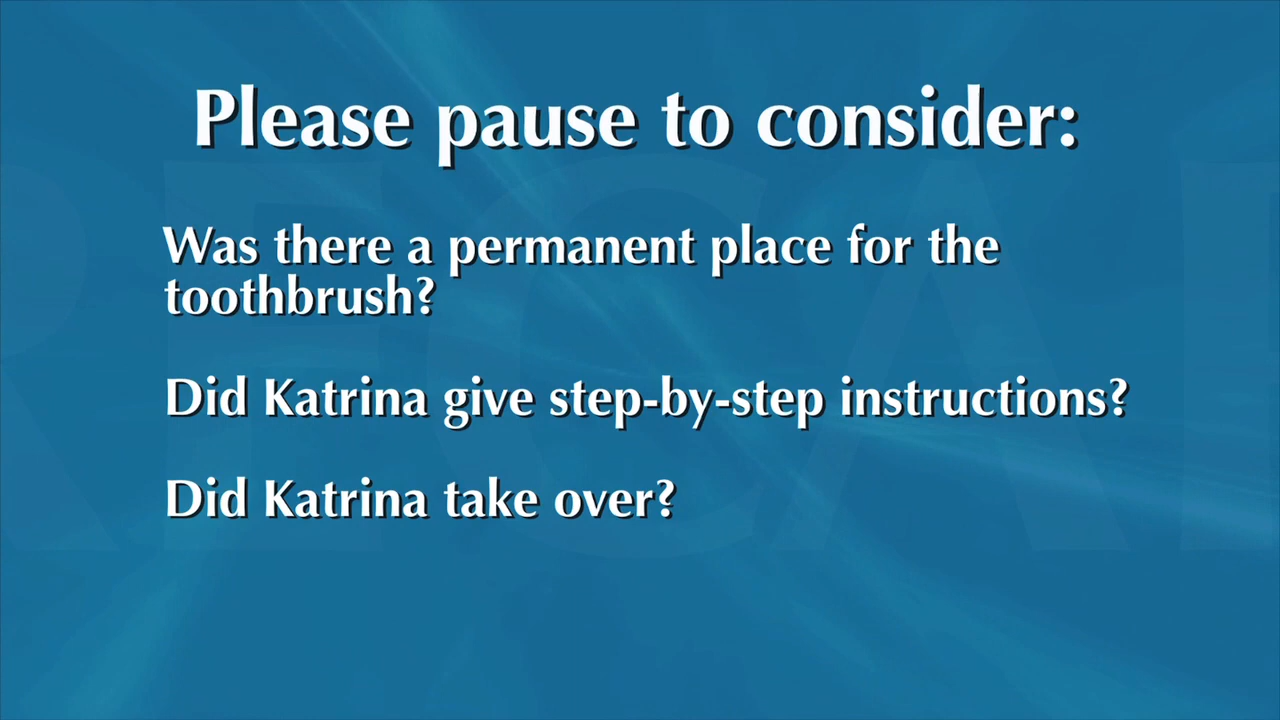 Please pause to consider:
Was there a permanent place for the
toothbrush?
Did Katrina give step-by-step instructions?
Did Katrina take over?